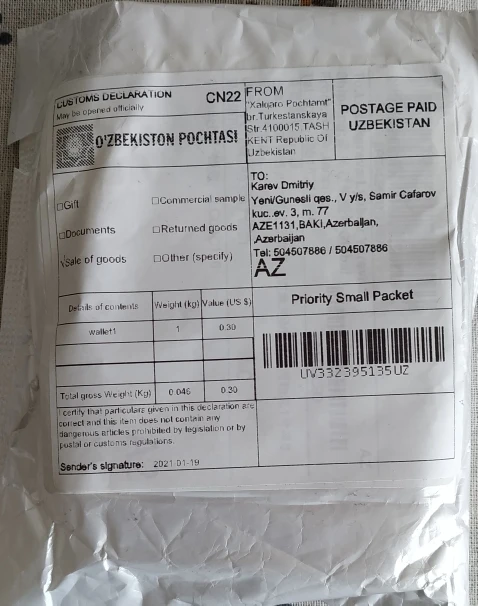 CUSTOMS DECLARATION
May be opened officially
CN22
O'ZBEKISTON POCHTASI
FROM
"Xalqaro Pochtamt"
br.Turkestanskaya
Str.4100015.TASH
KENT Republic Of
Uzbekistan
POSTAGE PAID
UZBEKISTAN
Gift
Commercial sample
Documents
Returned goods
Sale of goods
Other (specify)
TO:
Karev Dmitriy
Yeni/Gunesli qes., V y/s, Samir Cafarov
kuc..ev. 3, m. 77
AZE1131,BAKI,Azerbaijan,
,Azerbaijan
Tel: 504507886 / 504507886
AZ
Details of contents Weight (kg) Value (US $)
wallet1 1 0.30
Total gross Weight (Kg) 0.046 0.30
I certify that particulars given in this declaration are
correct and this item does not contain any
dangerous articles prohibited by legislation or by
postal or customs regulations.
Sender's signature: 2021-01-19
Priority Small Packet
UV332395135UZ